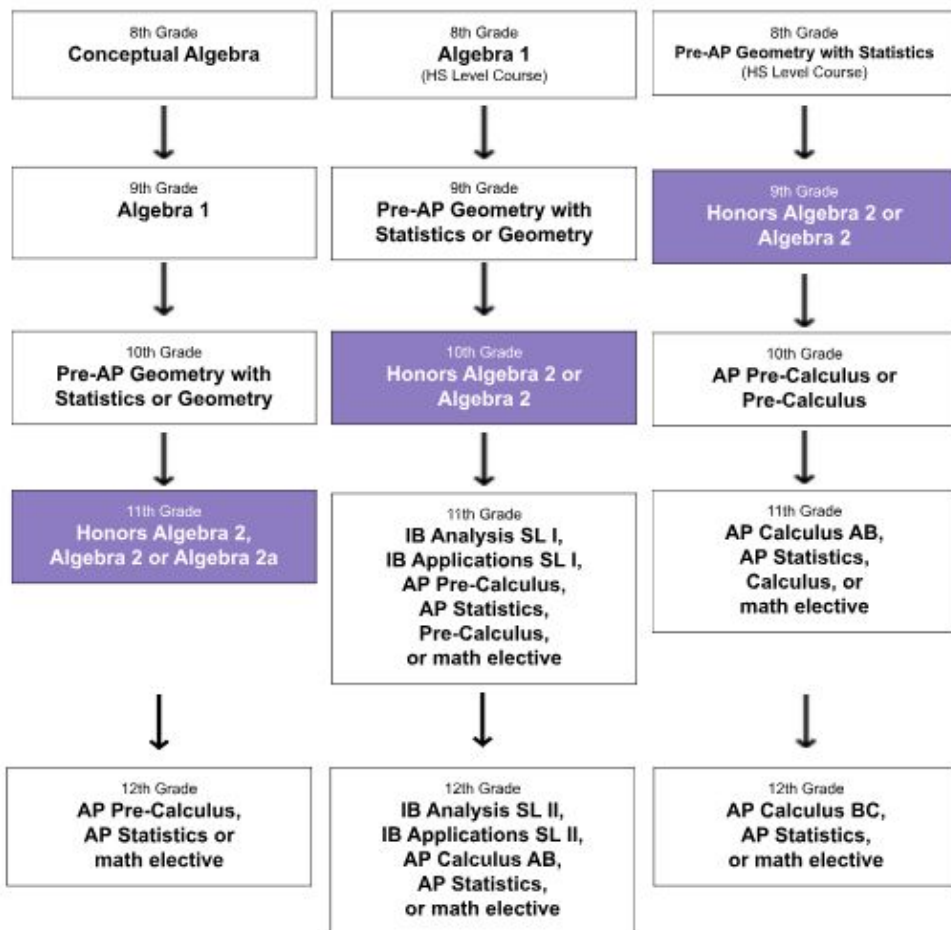 8th Grade
Conceptual Algebra
8th Grade
Algebra 1
(HS Level Course)
8th Grade
Pre-AP Geometry with Statistics
(HS Level Course)
9th Grade
Algebra 1
9th Grade
Pre-AP Geometry with
Statistics or Geometry
9th Grade
Honors Algebra 2 or
Algebra 2
10th Grade
Pre-AP Geometry with
Statistics or Geometry
10th Grade
Honors Algebra 2 or
Algebra 2
10th Grade
AP Pre-Calculus or
Pre-Calculus
11th Grade
Honors Algebra 2,
Algebra 2 or Algebra 2a
11th Grade
IB Analysis SL I,
IB Applications SL I,
AP Pre-Calculus,
AP Statistics,
Pre-Calculus,
or math elective
11th Grade
AP Calculus AB,
AP Statistics,
Calculus, or
math elective
12th Grade
AP Pre-Calculus,
AP Statistics or
math elective
12th Grade
IB Analysis SL II,
IB Applications SL II,
AP Calculus AB,
AP Statistics,
or math elective
12th Grade
AP Calculus BC,
AP Statistics,
or math elective